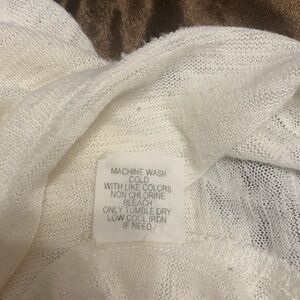 MACHINE WASH
COLD
WITH LIKE COLORS
NON CHLORINE
BLEACH
ONLY TUMBLE DRY
LOW COOL IRON
IF NEED